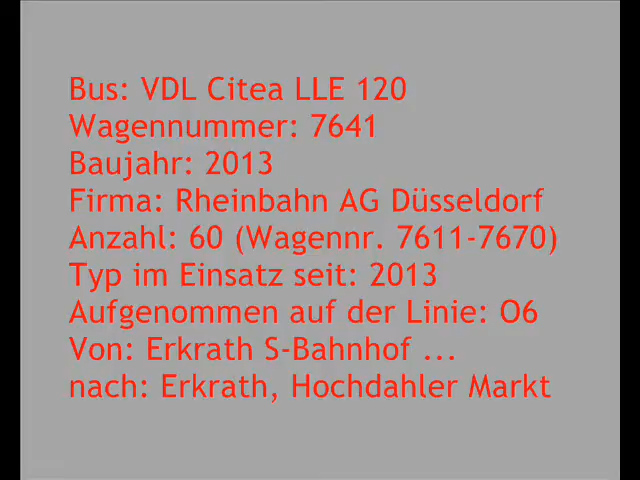 Bus: VDL Citea LLE 120
Wagennummer: 7641
Baujahr: 2013
Firma: Rheinbahn AG Düsseldorf
Anzahl: 60 (Wagennr. 7611-7670)
Typ im Einsatz seit: 2013
Aufgenommen auf der Linie: O6
Von: Erkrath S-Bahnhof ...
nach: Erkrath, Hochdahler Markt